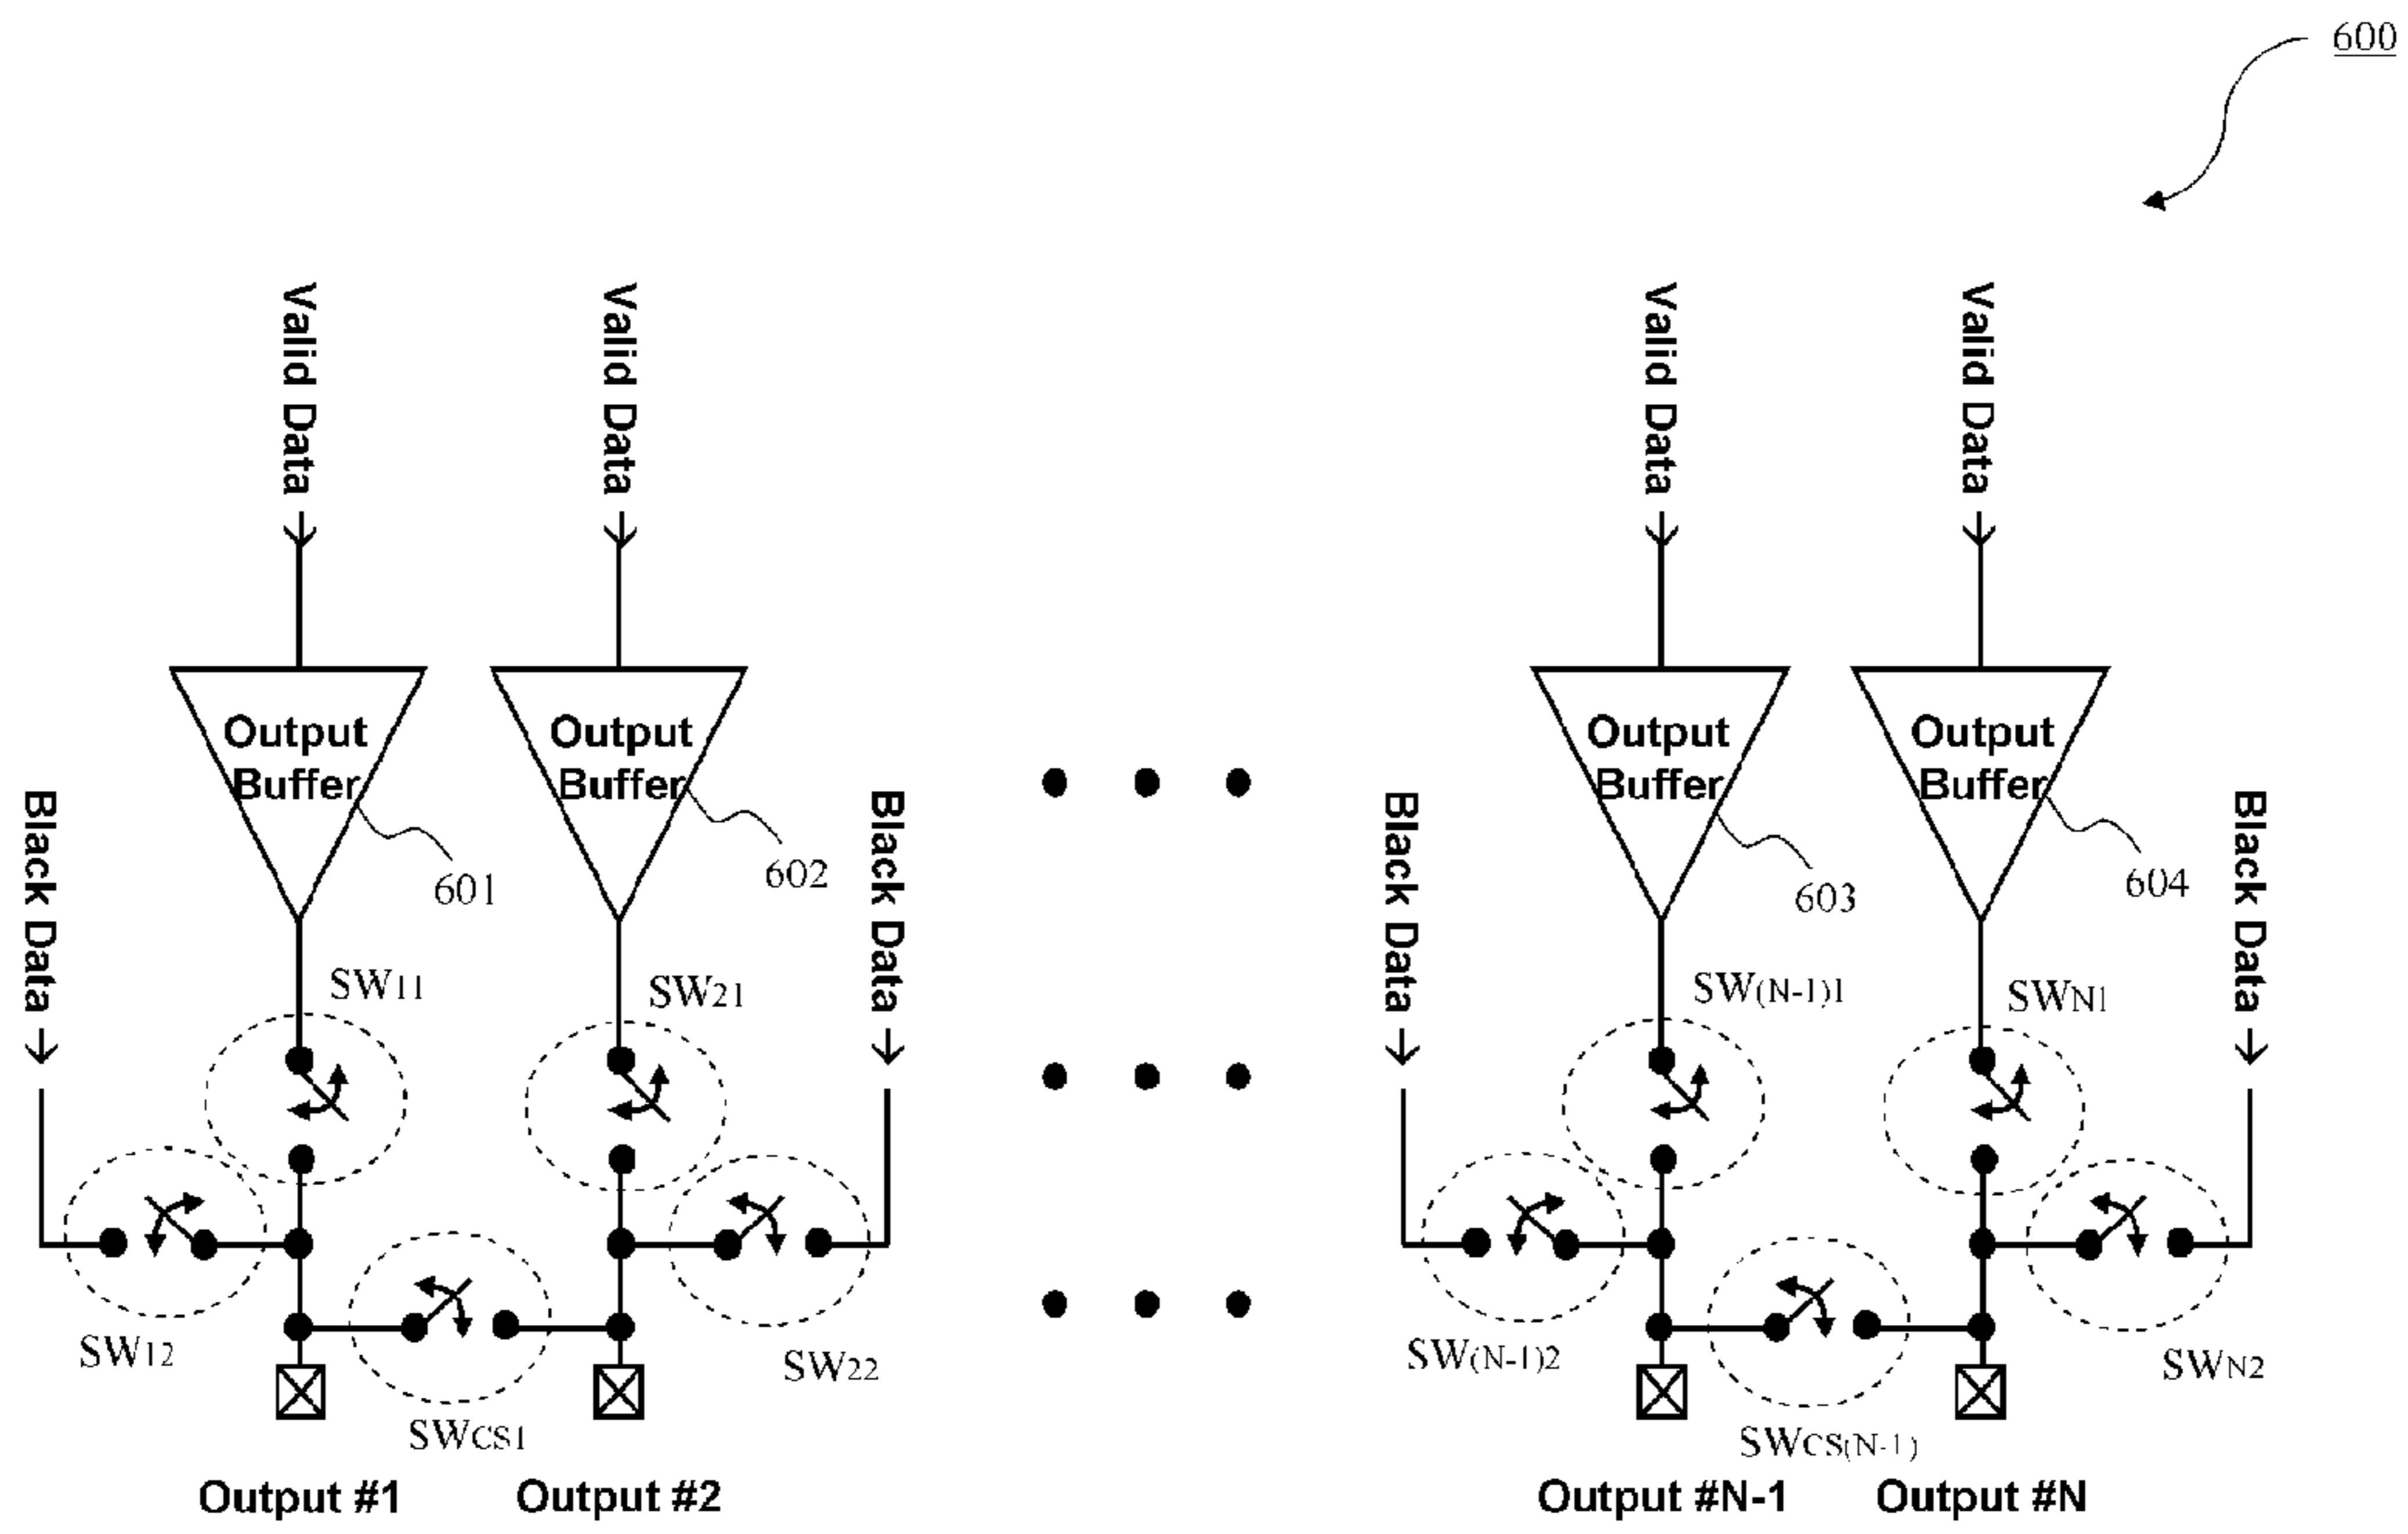 600
Valid Data
Valid Data
Valid Data
Valid Data
Output
Buffer
Output
Buffer
Output
Buffer
Output
Buffer
601
602
603
604
Black Data
Black Data
Black Data
Black Data
SW11
SW21
SW(N-1)1
SWN1
SW12
SW22
SW(N-1)2
SWN2
SWCS1
SWCS(N-1)
Output #1
Output #2
Output #N-1
Output #N